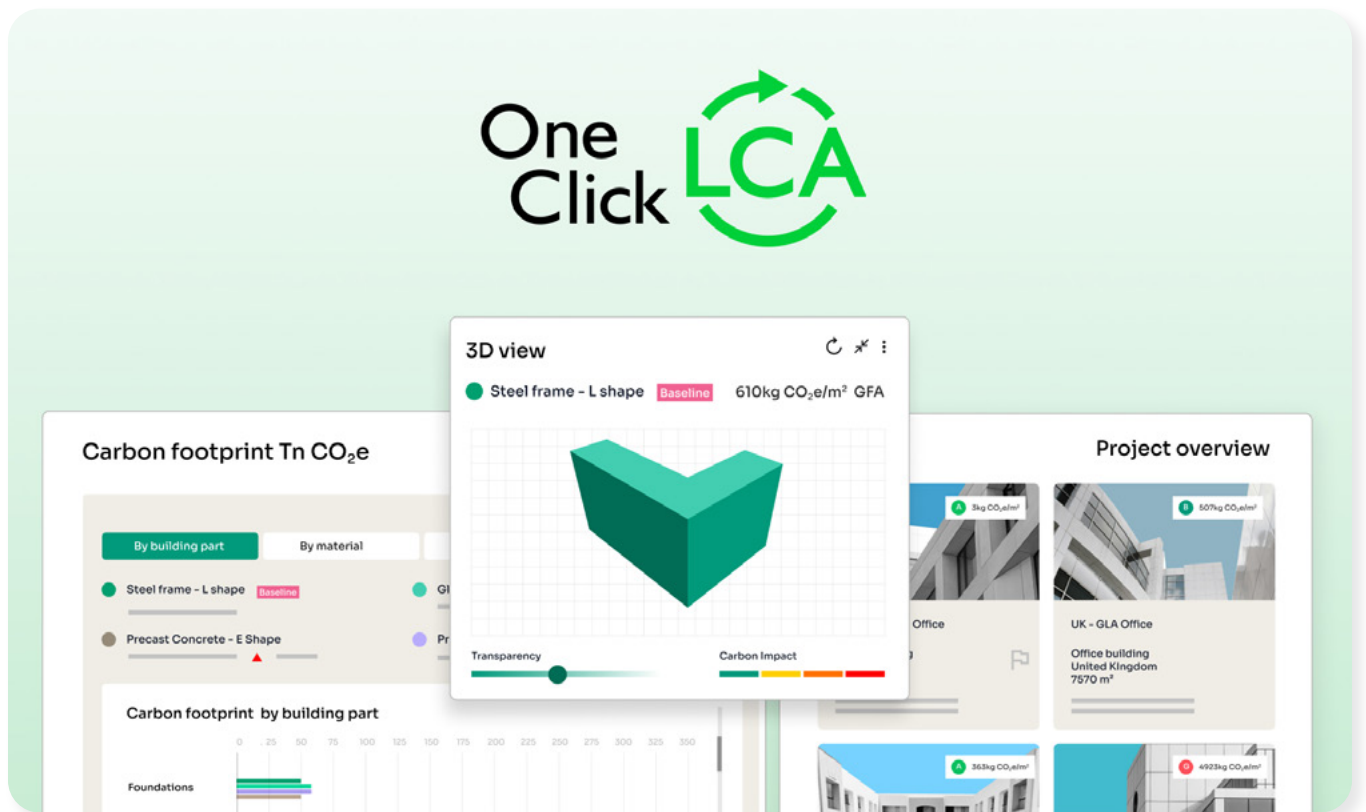 One
Click
LCA
3D view
Steel frame - L shape Baseline 610kg CO₂e/m² GFA
Transparency
Carbon Impact
Carbon footprint Tn CO₂e
By building part
By material
Steel frame - L shape Baseline
Precast Concrete - E Shape
Carbon footprint by building part
0 25 50 75 100 125 150 175 200 225 250 275 300 325 350
Foundations
Project overview
A 3kg CO₂e/m²
B 507kg CO₂e/m²
Office
UK - GLA Office
Office building
United Kingdom
7570 m²
A 363kg CO₂e/m²
G 4923kg CO₂e/m²